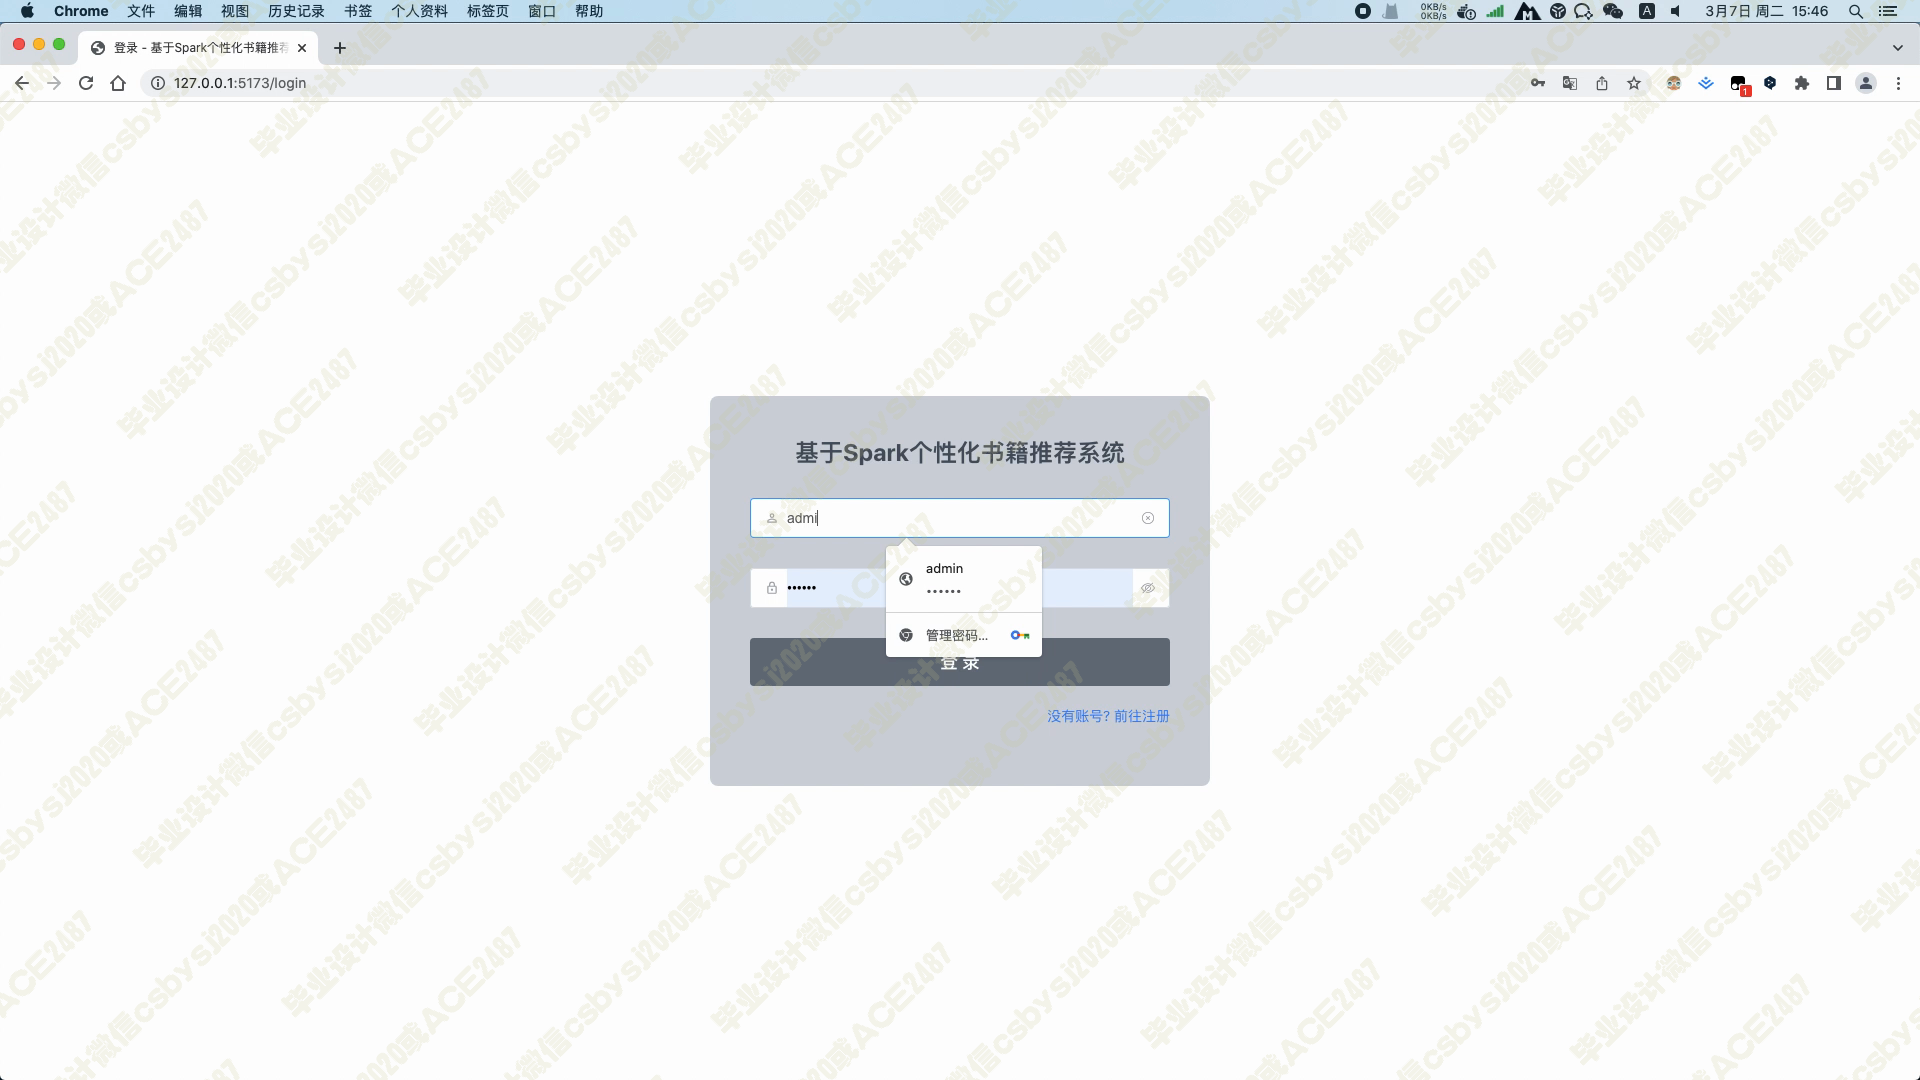 Chrome 文件 编辑 视图 历史记录 书签 个人资料 标签页 窗口 帮助
0KB/s
0KB/s
A
3月7日 周二 15:46
登录 - 基于Spark个性化书籍推荐
127.0.0.1:5173/login
1
基于Spark个性化书籍推荐系统
admi
admin
••••••
••••••
管理密码...
登 录
没有账号? 前往注册
毕业设计微信csbysj2020或ACE2487